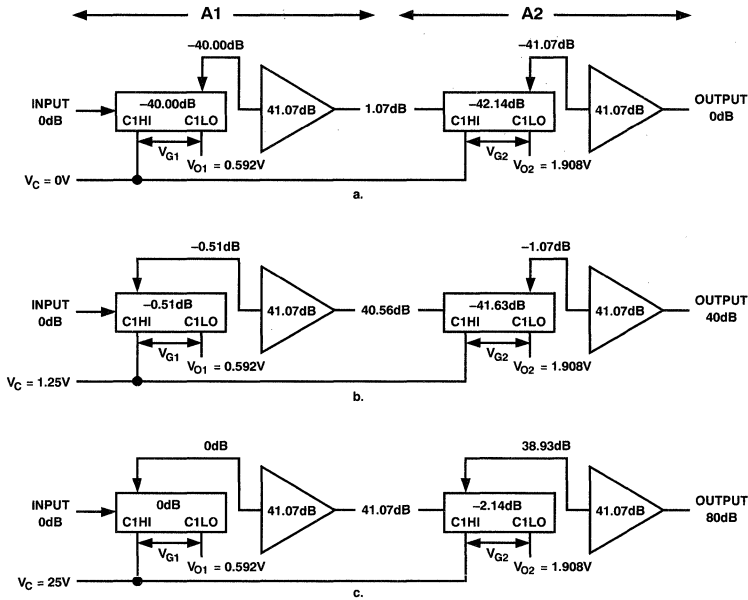 A1 A2
−40.00dB −41.07dB
INPUT
0dB
−40.00dB
C1HI C1LO
41.07dB
1.07dB
−42.14dB
C1HI C1LO
41.07dB
OUTPUT
0dB
VG1
VO1 = 0.592V
VG2
VO2 = 1.908V
VC = 0V
a.
−0.51dB −1.07dB
INPUT
0dB
−0.51dB
C1HI C1LO
41.07dB
40.56dB
−41.63dB
C1HI C1LO
41.07dB
OUTPUT
40dB
VG1
VO1 = 0.592V
VG2
VO2 = 1.908V
VC = 1.25V
b.
0dB 38.93dB
INPUT
0dB
0dB
C1HI C1LO
41.07dB
41.07dB
−2.14dB
C1HI C1LO
41.07dB
OUTPUT
80dB
VG1
VO1 = 0.592V
VG2
VO2 = 1.908V
VC = 25V
c.